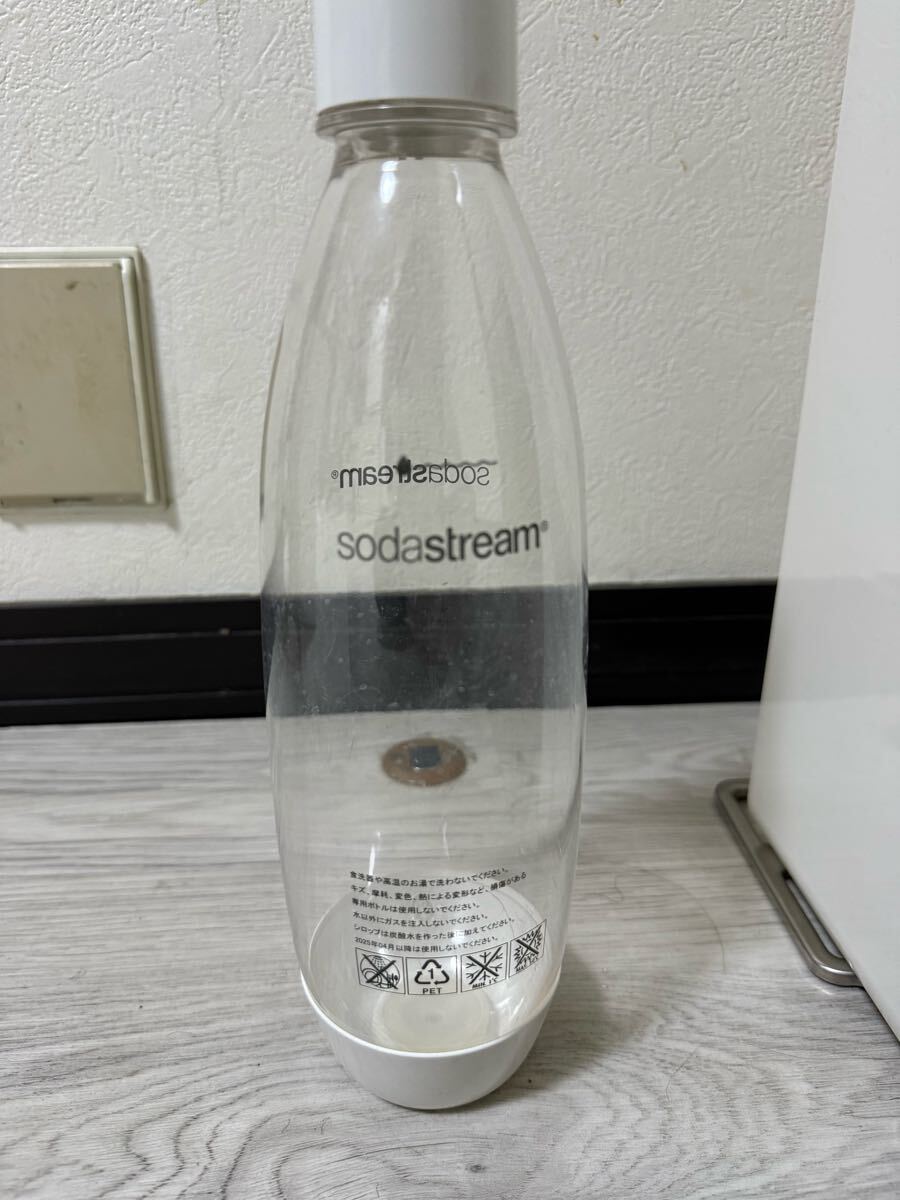 sodastream®
sodastream®
食洗器や高温のお湯で洗わないでください。
キズ、摩耗、変色、熱による変形など、損傷がある
専用ボトルは使用しないでください。
水以外にガスを注入しないでください。
シロップは炭酸水を作った後に加えてください。
2025年04月以降は使用しないでください。
1
PET
MIN. 1℃